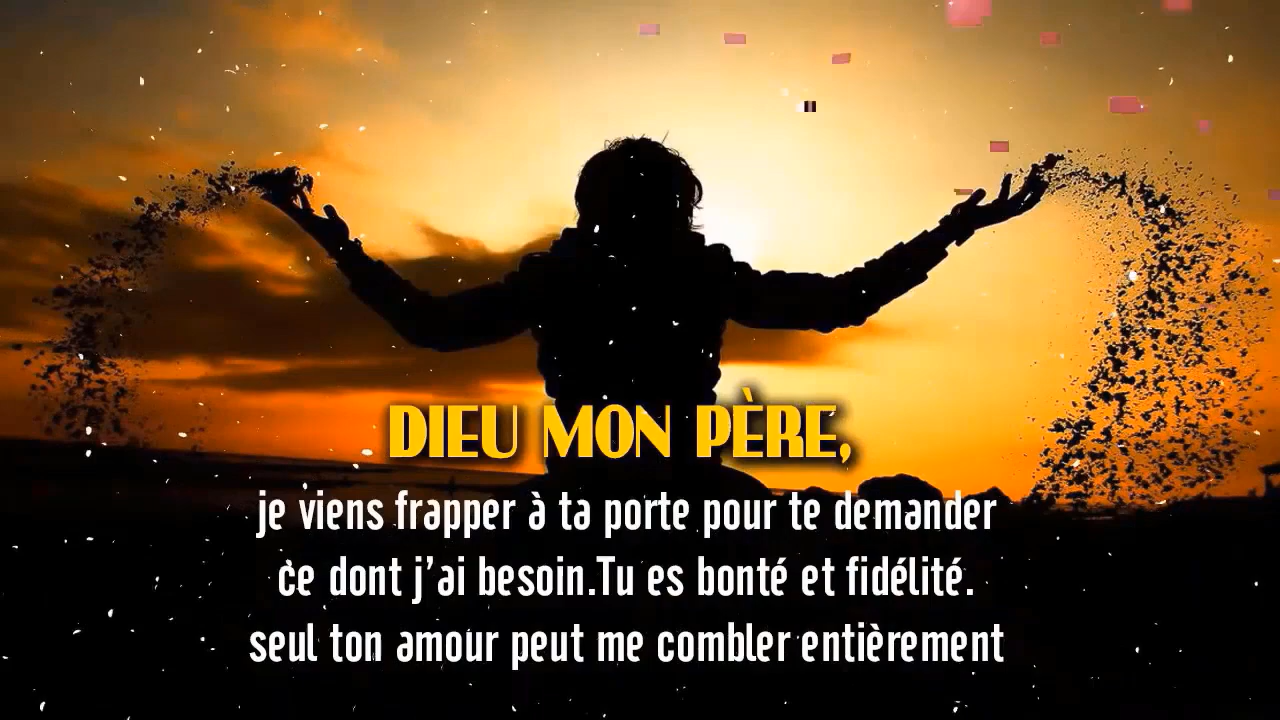 DIEU MON PÈRE,
je viens frapper à ta porte pour te demander
ce dont j'ai besoin.Tu es bonté et fidélité.
seul ton amour peut me combler entièrement